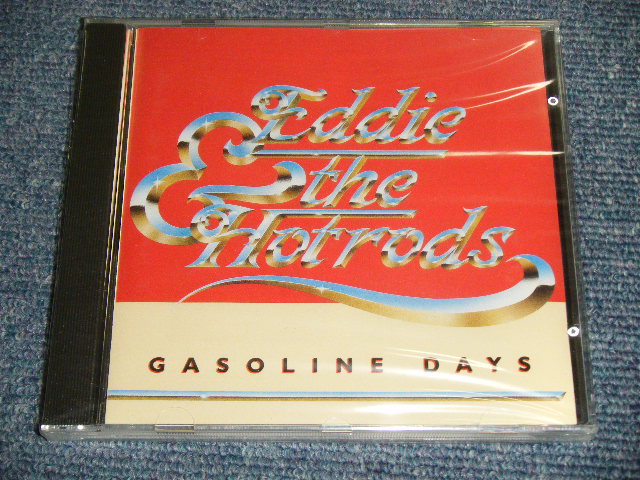 Eddie
& the
Hotrods
GASOLINE DAYS